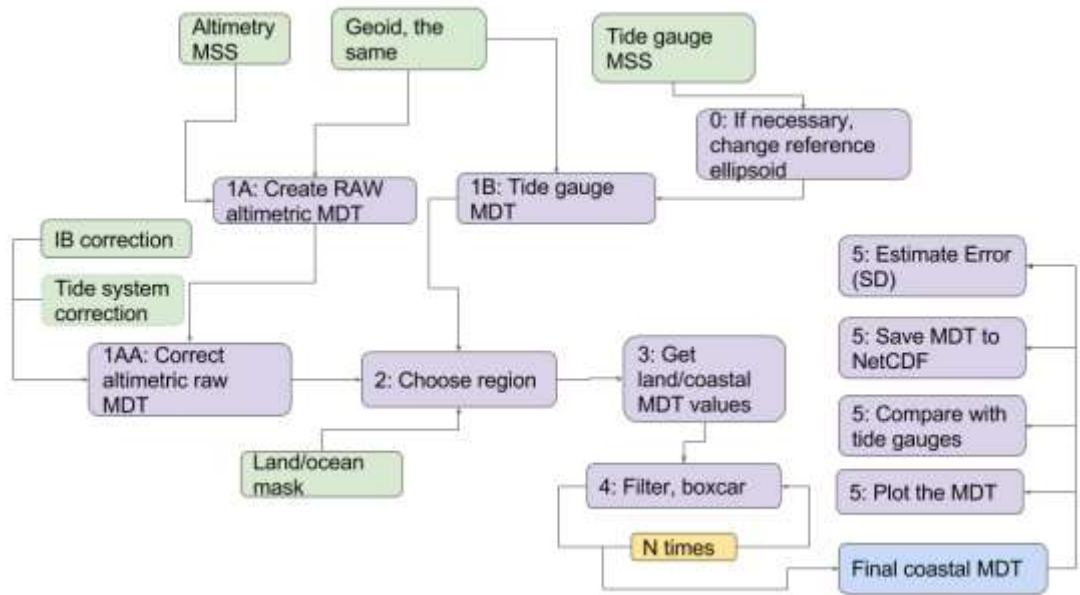 Altimetry
MSS
Geoid, the
same
Tide gauge
MSS
0: If necessary,
change reference
ellipsoid
1A: Create RAW
altimetric MDT
1B: Tide gauge
MDT
IB correction
Tide system
correction
5: Estimate Error
(SD)
1AA: Correct
altimetric raw
MDT
2: Choose region
3: Get
land/coastal
MDT values
5: Save MDT to
NetCDF
5: Compare with
tide gauges
Land/ocean
mask
4: Filter, boxcar
5: Plot the MDT
N times
Final coastal MDT